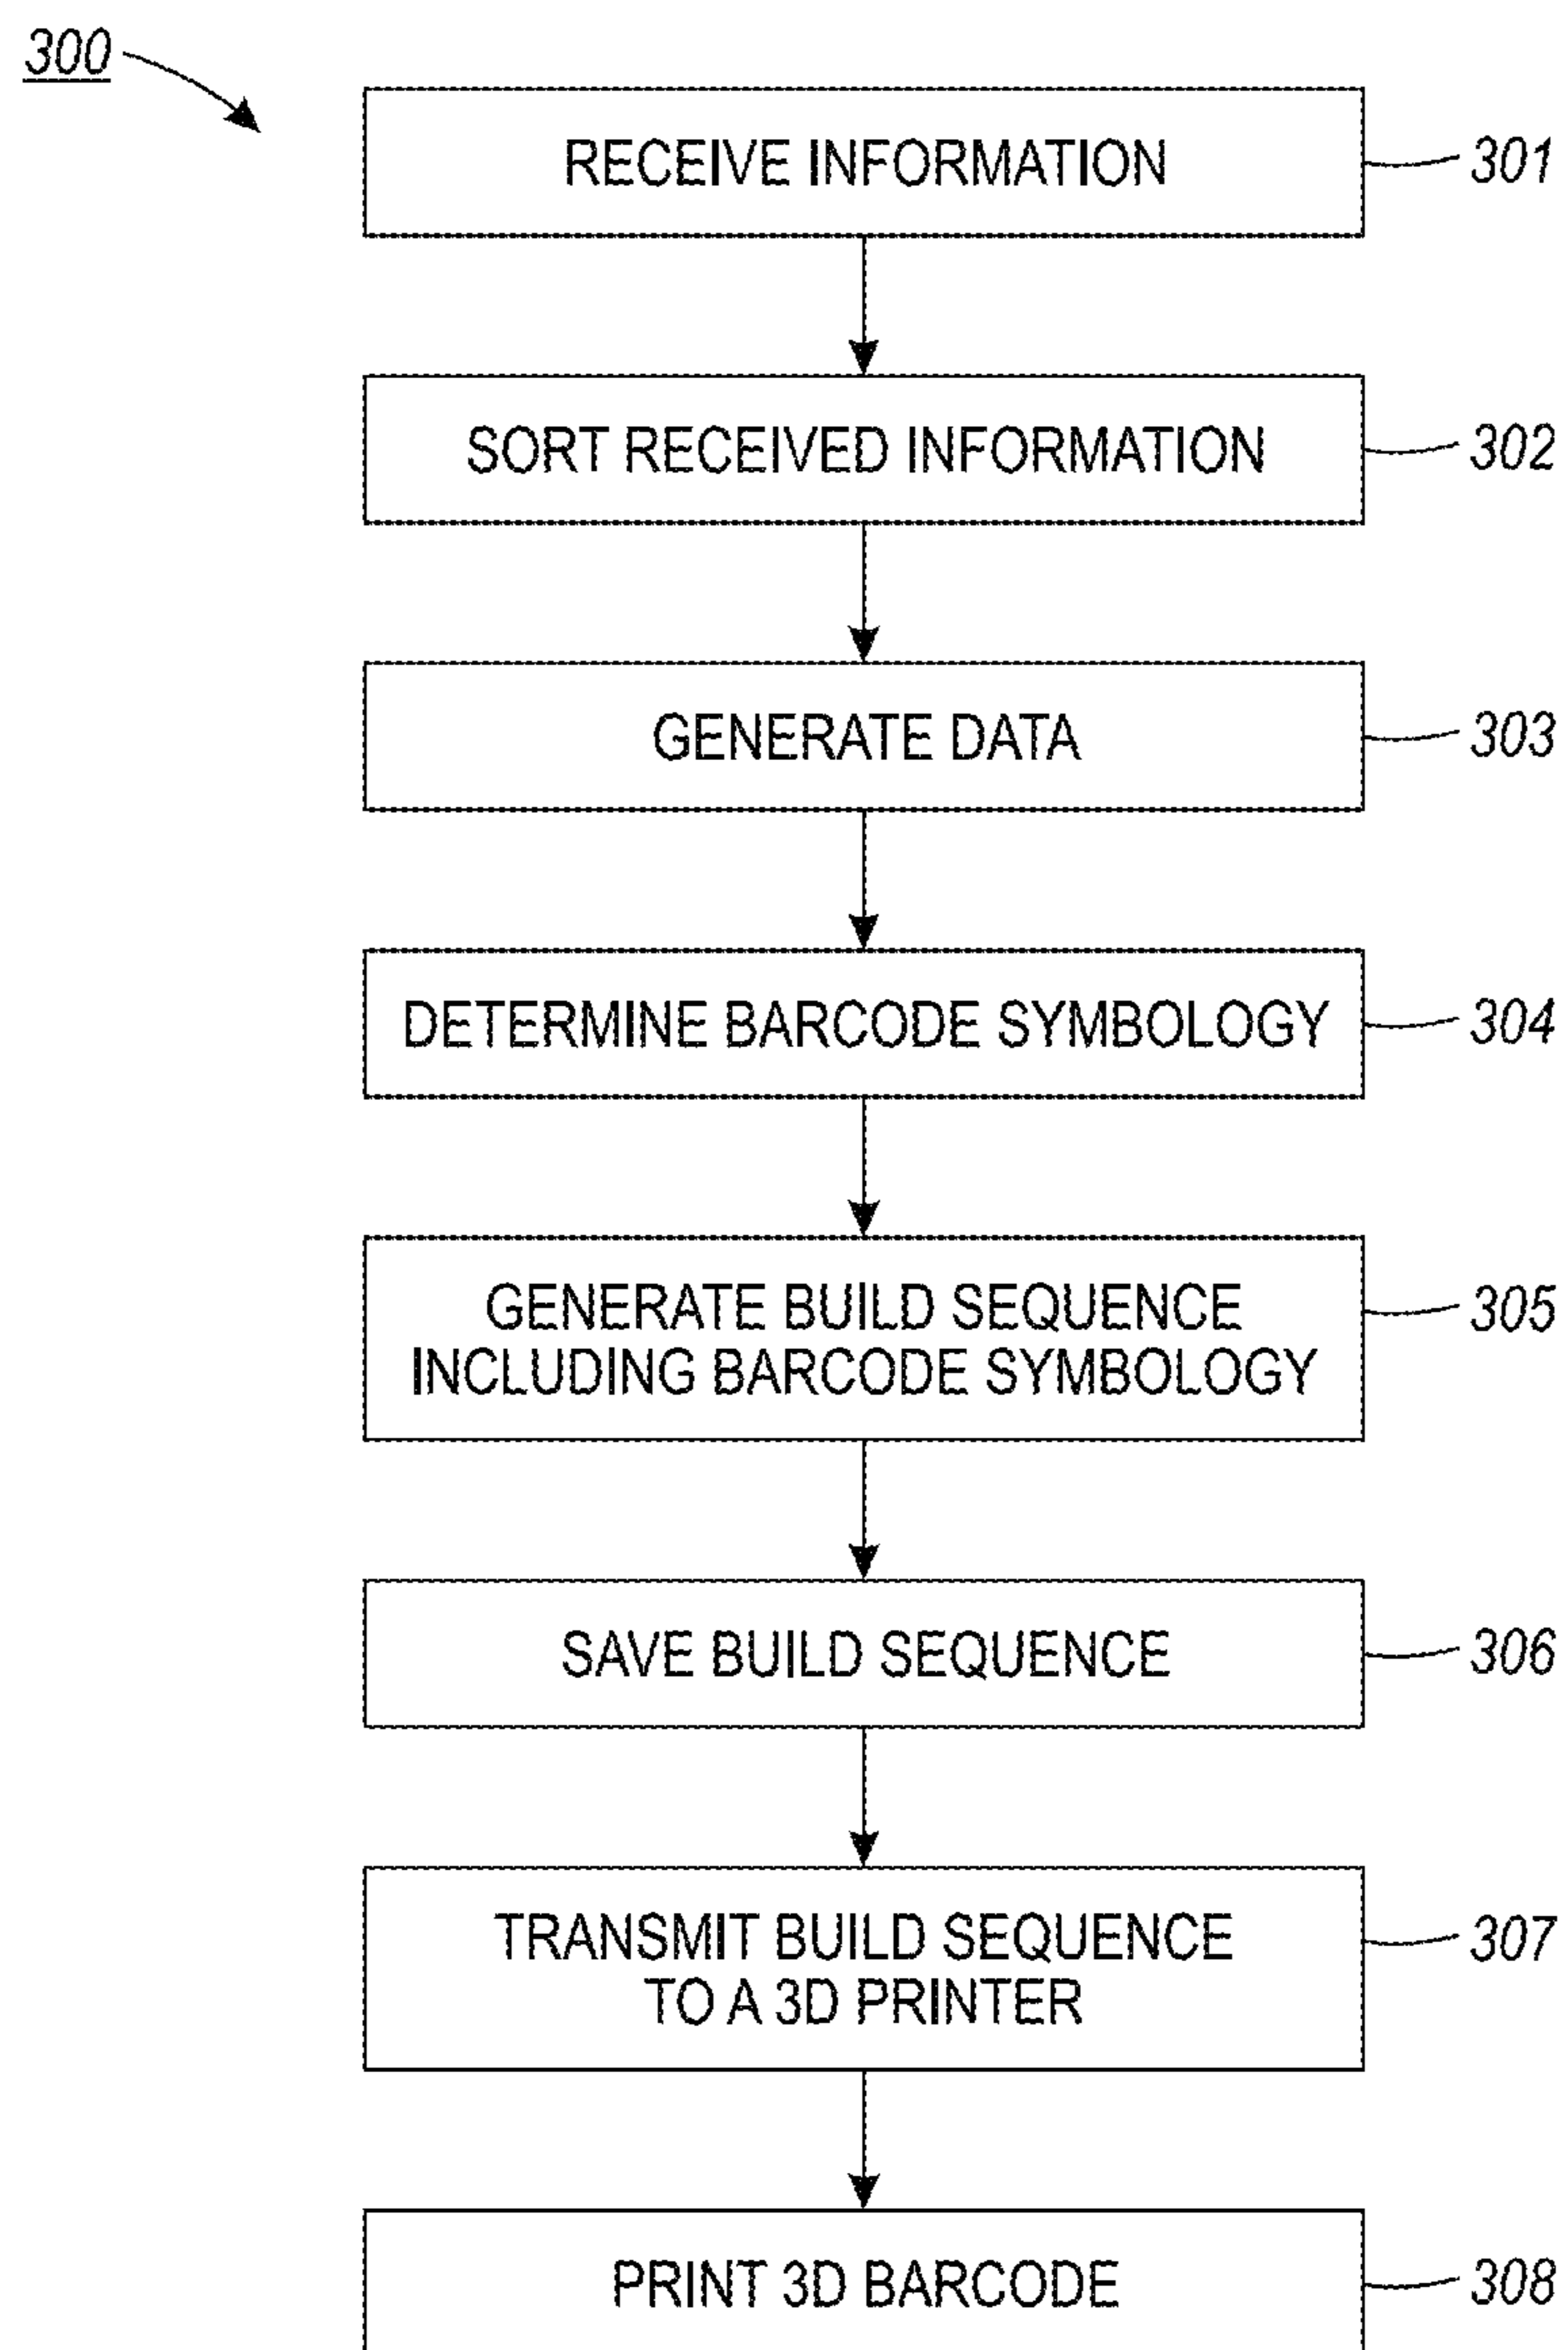 300
RECEIVE INFORMATION
301
SORT RECEIVED INFORMATION
302
GENERATE DATA
303
DETERMINE BARCODE SYMBOLOGY
304
GENERATE BUILD SEQUENCE
INCLUDING BARCODE SYMBOLOGY
305
SAVE BUILD SEQUENCE
306
TRANSMIT BUILD SEQUENCE
TO A 3D PRINTER
307
PRINT 3D BARCODE
308